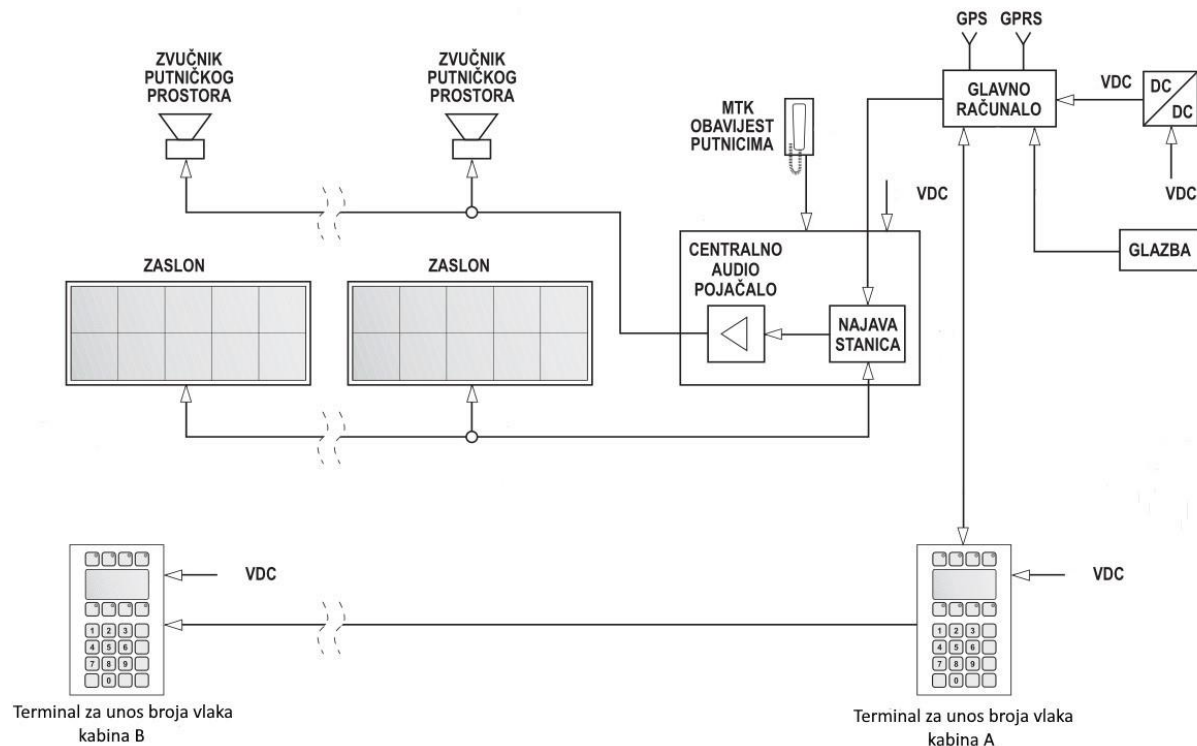 GPS
GPRS
ZVUČNIK
PUTNIČKOG
PROSTORA
ZVUČNIK
PUTNIČKOG
PROSTORA
MTK
OBAVIJEST
PUTNICIMA
GLAVNO
RAČUNALO
VDC
DC
DC
VDC
VDC
GLAZBA
ZASLON
ZASLON
CENTRALNO
AUDIO
POJAČALO
NAJAVA
STANICA
VDC
1 2 3
4 5 6
7 8 9
0
Terminal za unos broja vlaka
kabina B
VDC
1 2 3
4 5 6
7 8 9
0
Terminal za unos broja vlaka
kabina A